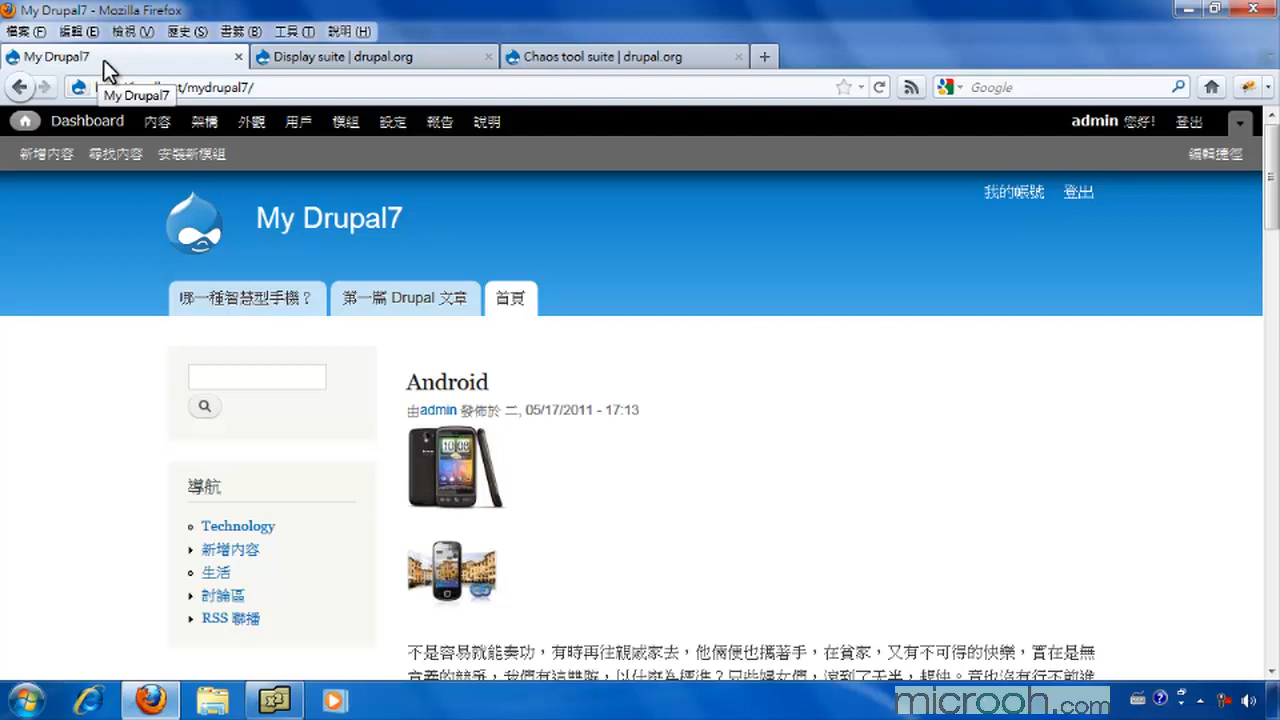 My Drupal7 - Mozilla Firefox
檔案(F) 編輯(E) 檢視(V) 歷史(S) 書籤(B) 工具(T) 說明(H)
My Drupal7 Display suite | drupal.org Chaos tool suite | drupal.org
/mydrupal7/ Google
My Drupal7
Dashboard 內容 架構 外觀 用戶 模組 設定 報告 說明 admin 您好! 登出
新增內容 尋找內容 安裝新模組 編輯捷徑
我的帳號 登出
My Drupal7
哪一種智慧型手機? 第一篇 Drupal 文章 首頁
Android
由admin 發佈於 二, 05/17/2011 - 17:13
導航
Technology
新增內容
生活
討論區
RSS 聯播
不是容易就能奏功，有時再往親戚家去，他倆便也攜著手，在貧家，又有不可得的快樂，實在是無
microoh.com